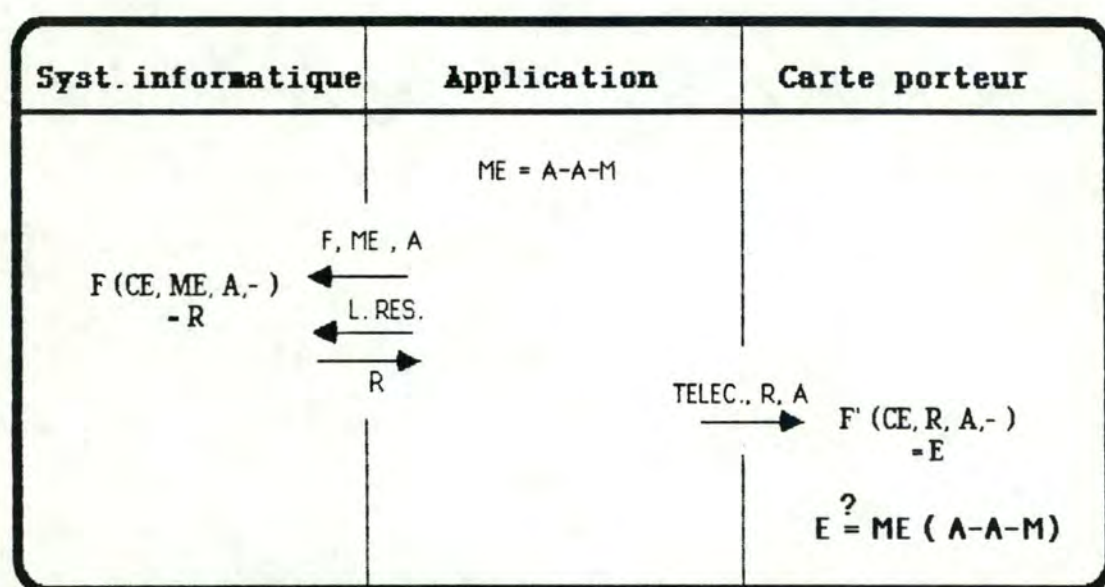 Syst.informatique Application Carte porteur
ME = A-A-M
F, ME , A
F (CE, ME, A,- )
- R
L. RES.
R
TELEC., R, A
F' (CE, R, A,- )
= E
?
E = ME ( A-A-M)